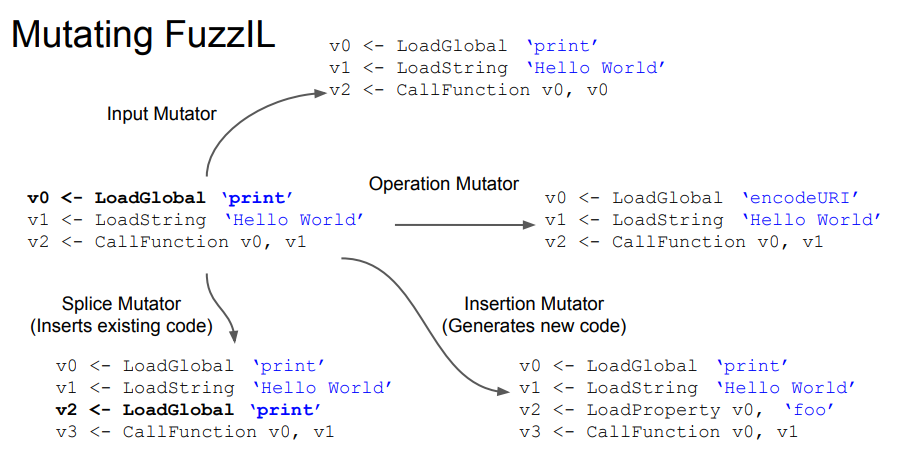 Mutating FuzzIL
v0 <- LoadGlobal ‘print’
v1 <- LoadString ‘Hello World’
v2 <- CallFunction v0, v0
Input Mutator
Operation Mutator
v0 <- LoadGlobal ‘print’
v1 <- LoadString ‘Hello World’
v2 <- CallFunction v0, v1
v0 <- LoadGlobal ‘encodeURI’
v1 <- LoadString ‘Hello World’
v2 <- CallFunction v0, v1
Splice Mutator
(Inserts existing code)
Insertion Mutator
(Generates new code)
v0 <- LoadGlobal ‘print’
v1 <- LoadString ‘Hello World’
v2 <- LoadGlobal ‘print’
v3 <- CallFunction v0, v1
v0 <- LoadGlobal ‘print’
v1 <- LoadString ‘Hello World’
v2 <- LoadProperty v0, ‘foo’
v3 <- CallFunction v0, v1